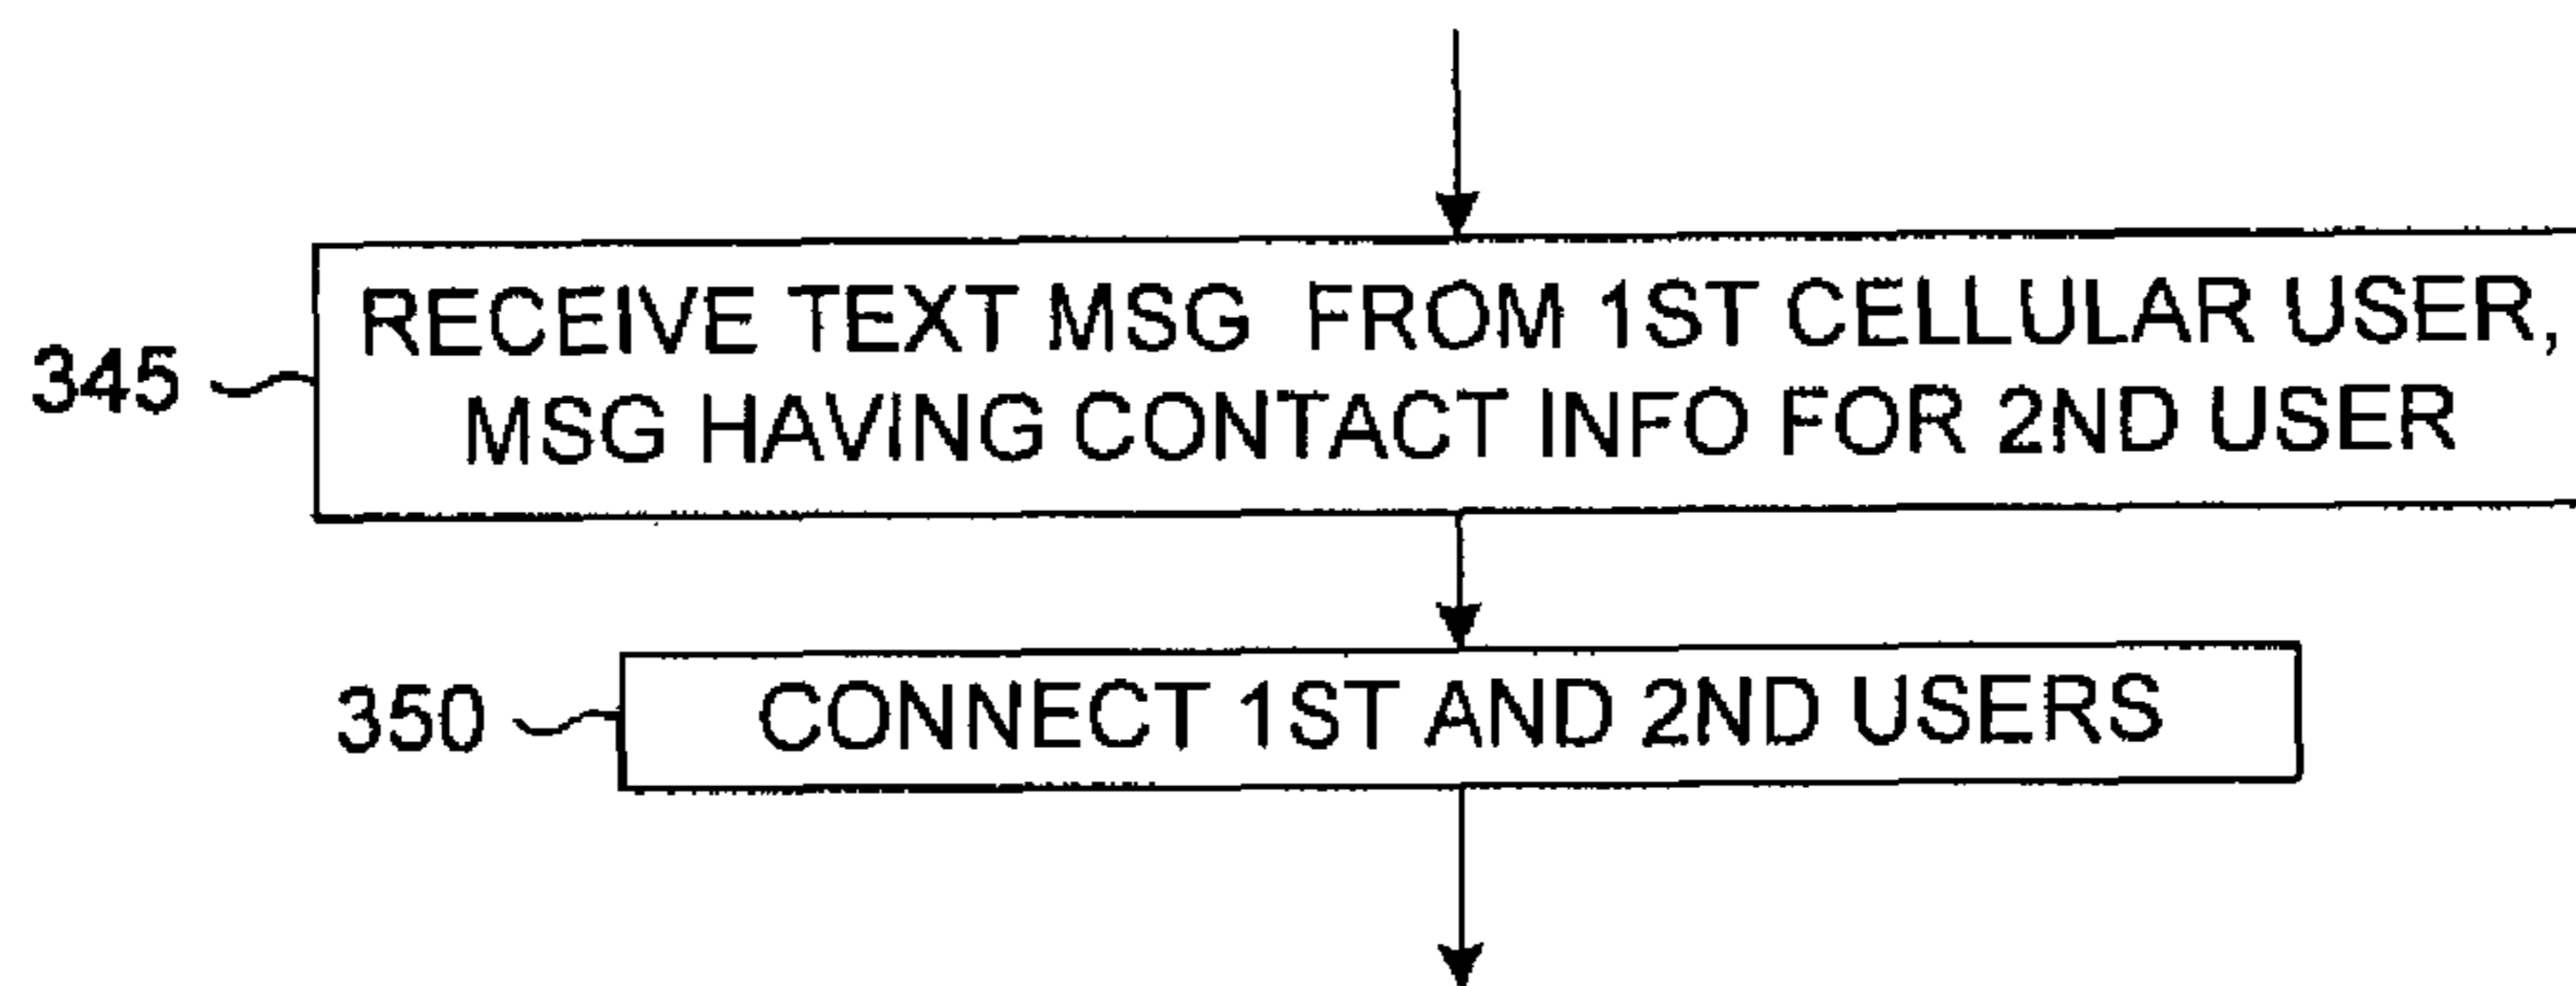 RECEIVE TEXT MSG FROM 1ST CELLULAR USER,
345
MSG HAVING CONTACT INFO FOR 2ND USER
350 CONNECT 1ST AND 2ND USERS